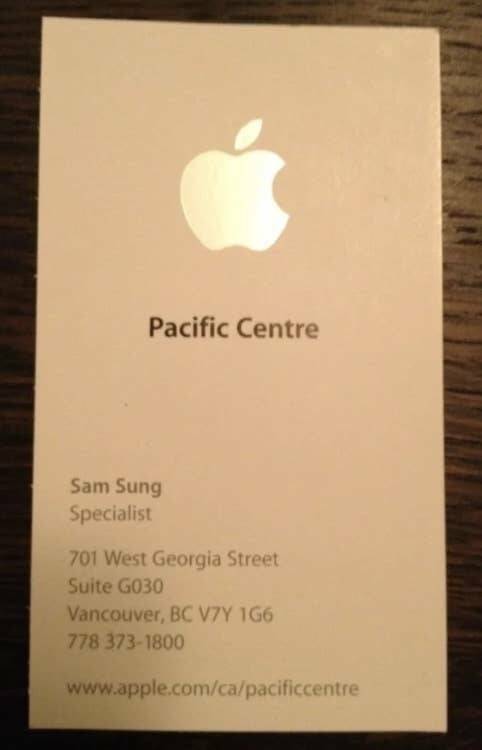 Pacific Centre
Sam Sung
Specialist
701 West Georgia Street
Suite G030
Vancouver, BC V7Y 1G6
778 373-1800
www.apple.com/ca/pacificcentre